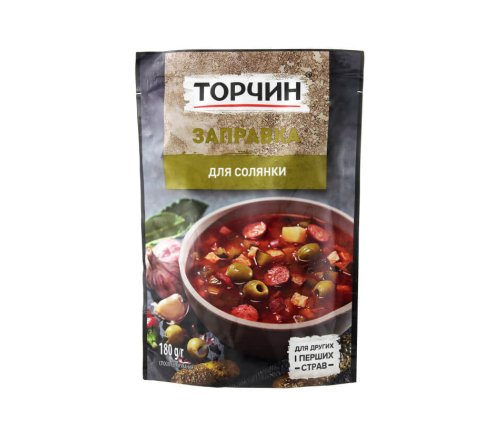 ТОРЧИН
ЗАПРАВКА
ДЛЯ СОЛЯНКИ
180 g/г
ДЛЯ ДРУГИХ
І ПЕРШИХ
СТРАВ